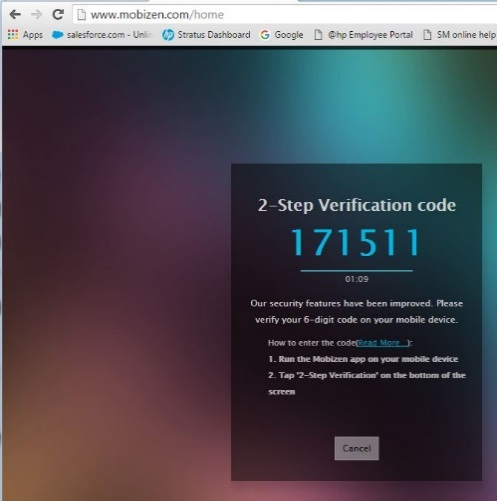 www.mobizen.com/home
Apps salesforce.com - Unli Stratus Dashboard Google @hp Employee Portal SM online help
2-Step Verification code
171511
01:09
Our security features have been improved. Please
verify your 6-digit code on your mobile device.
How to enter the code(Read More...):
1. Run the Mobizen app on your mobile device
2. Tap '2-Step Verification' on the bottom of the
screen
Cancel